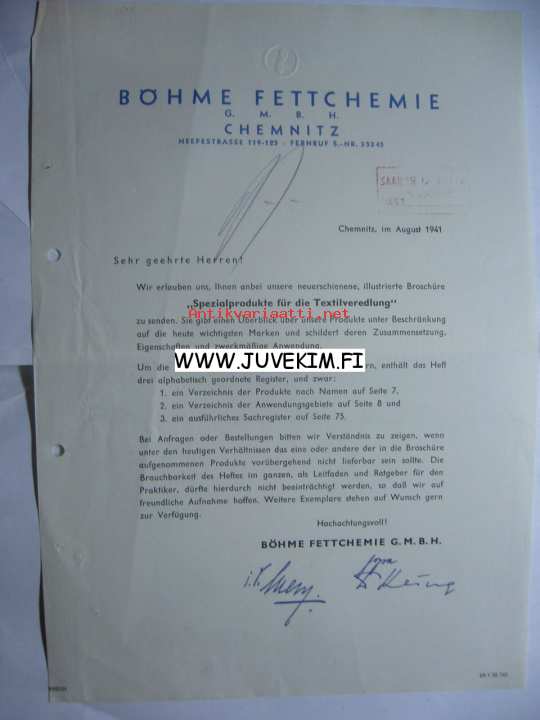 BÖHME FETTCHEMIE
G. M. B. H.
CHEMNITZ
NEEFESTRASSE 119-125 · FERNRUF S.-NR. 35345
Chemnitz, im August 1941
Sehr geehrte Herren!
Wir erlauben uns, Ihnen anbei unsere neuerschienene, illustrierte Broschüre
„Spezialprodukte für die Textilveredlung"
Antikvariaatti.net
zu senden. Sie gibt einen Überblick über unsere Produkte unter Beschränkung
auf die heute wichtigsten Marken und schildert deren Zusammensetzung,
Eigenschaften und zweckmäßige Anwendung.
WWW.JUVEKIM.FI
Um die ern, enthält das Heft
drei alphabetisch geordnete Register, und zwar:
1. ein Verzeichnis der Produkte nach Namen auf Seite 7,
2. ein Verzeichnis der Anwendungsgebiete auf Seite 8 und
3. ein ausführliches Sachregister auf Seite 75.
Bei Anfragen oder Bestellungen bitten wir Verständnis zu zeigen, wenn
unter den heutigen Verhältnissen das eine oder andere der in die Broschüre
aufgenommenen Produkte vorübergehend nicht lieferbar sein sollte. Die
Brauchbarkeit des Heftes im ganzen, als Leitfaden und Ratgeber für den
Praktiker, dürfte hierdurch nicht beeinträchtigt werden, so daß wir auf
freundliche Aufnahme hoffen. Weitere Exemplare stehen auf Wunsch gern
zur Verfügung.
Hochachtungsvoll!
BÖHME FETTCHEMIE G. M. B. H.